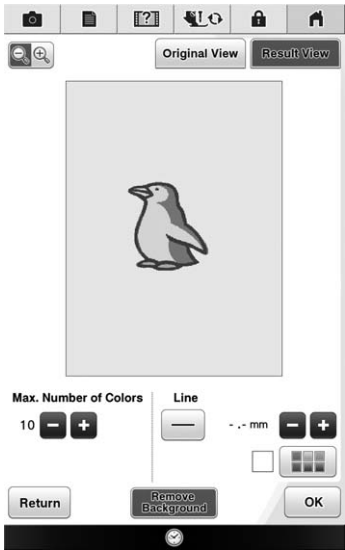 Original View
Result View
Max. Number of Colors
Line
10
-.- mm
Return
Remove
Background
OK